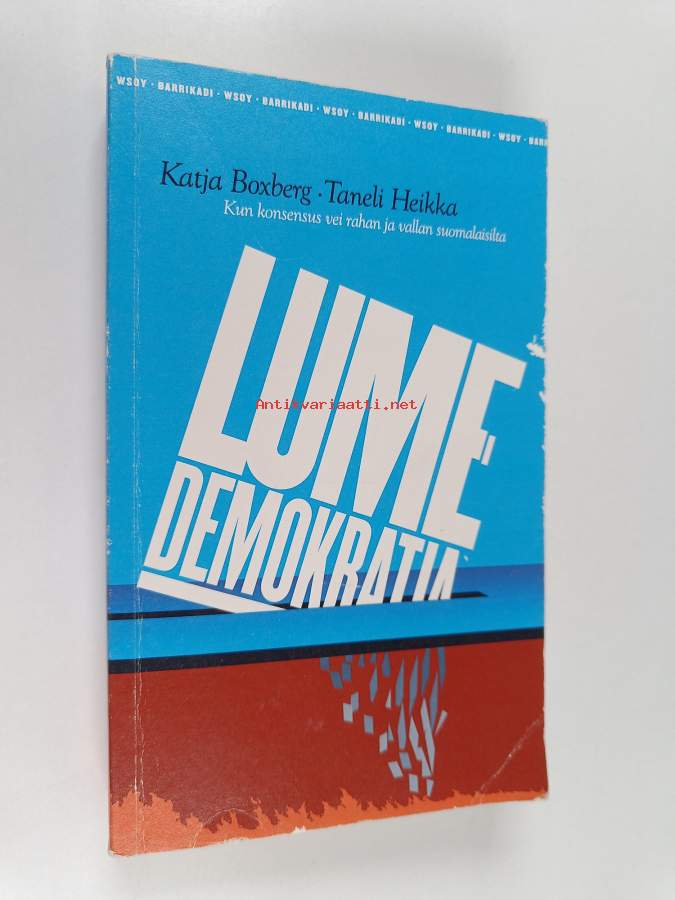 WSOY · BARRIKADI · WSOY · BARRIKADI · WSOY · BARRIKADI · WSOY · BARRIKADI · WSOY · BARR
Katja Boxberg · Taneli Heikka
Kun konsensus vei rahan ja vallan suomalaisilta
LUME-
Antikvariaatti.net
DEMOKRATIA